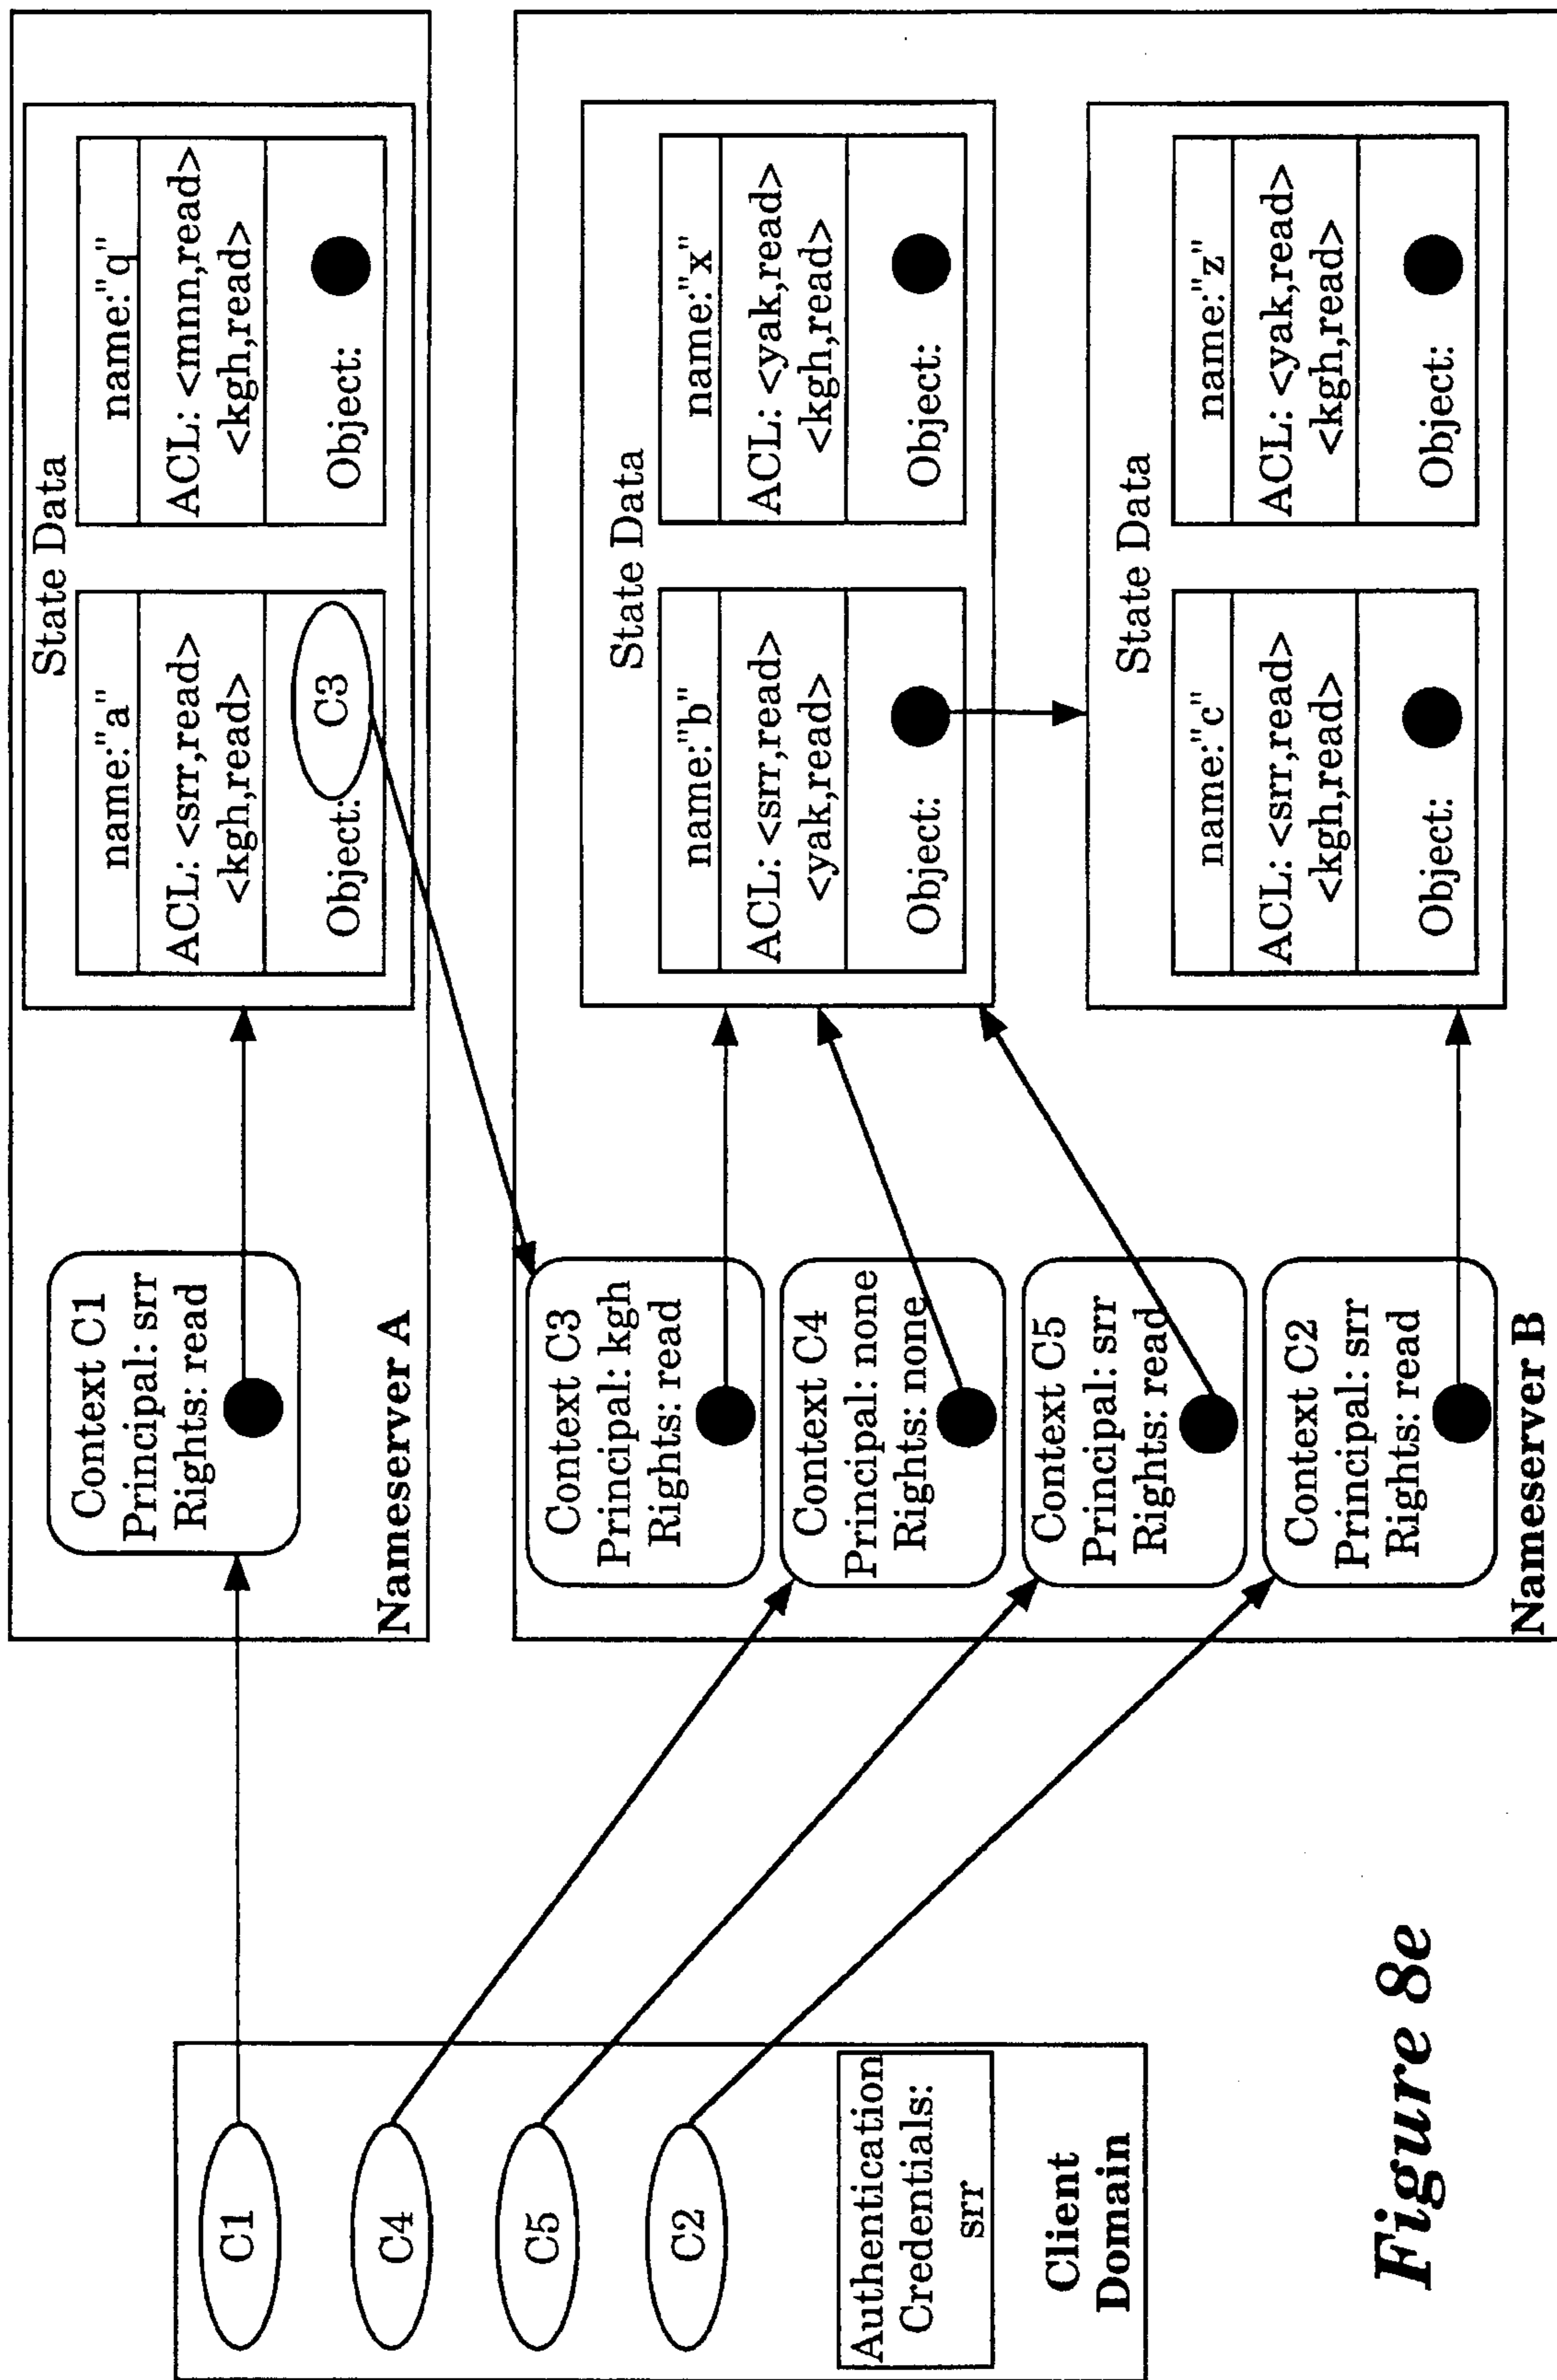 C1
C4
C5
C2
Authentication
Credentials:
srr
Client
Domain
Context C1
Principal: srr
Rights: read
Nameserver A
State Data
name:"a"
ACL: <srr,read>
<kgh,read>
Object:
C3
name:"q"
ACL: <mnn,read>
<kgh,read>
Object:
Context C3
Principal: kgh
Rights: read
Context C4
Principal: none
Rights: none
Context C5
Principal: srr
Rights: read
Context C2
Principal: srr
Rights: read
Nameserver B
State Data
name:"b"
ACL: <srr,read>
<yak,read>
Object:
name:"x"
ACL: <yak,read>
<kgh,read>
Object:
State Data
name:"c"
ACL: <srr,read>
<kgh,read>
Object:
name:"z"
ACL: <yak,read>
<kgh,read>
Object:
Figure 8e